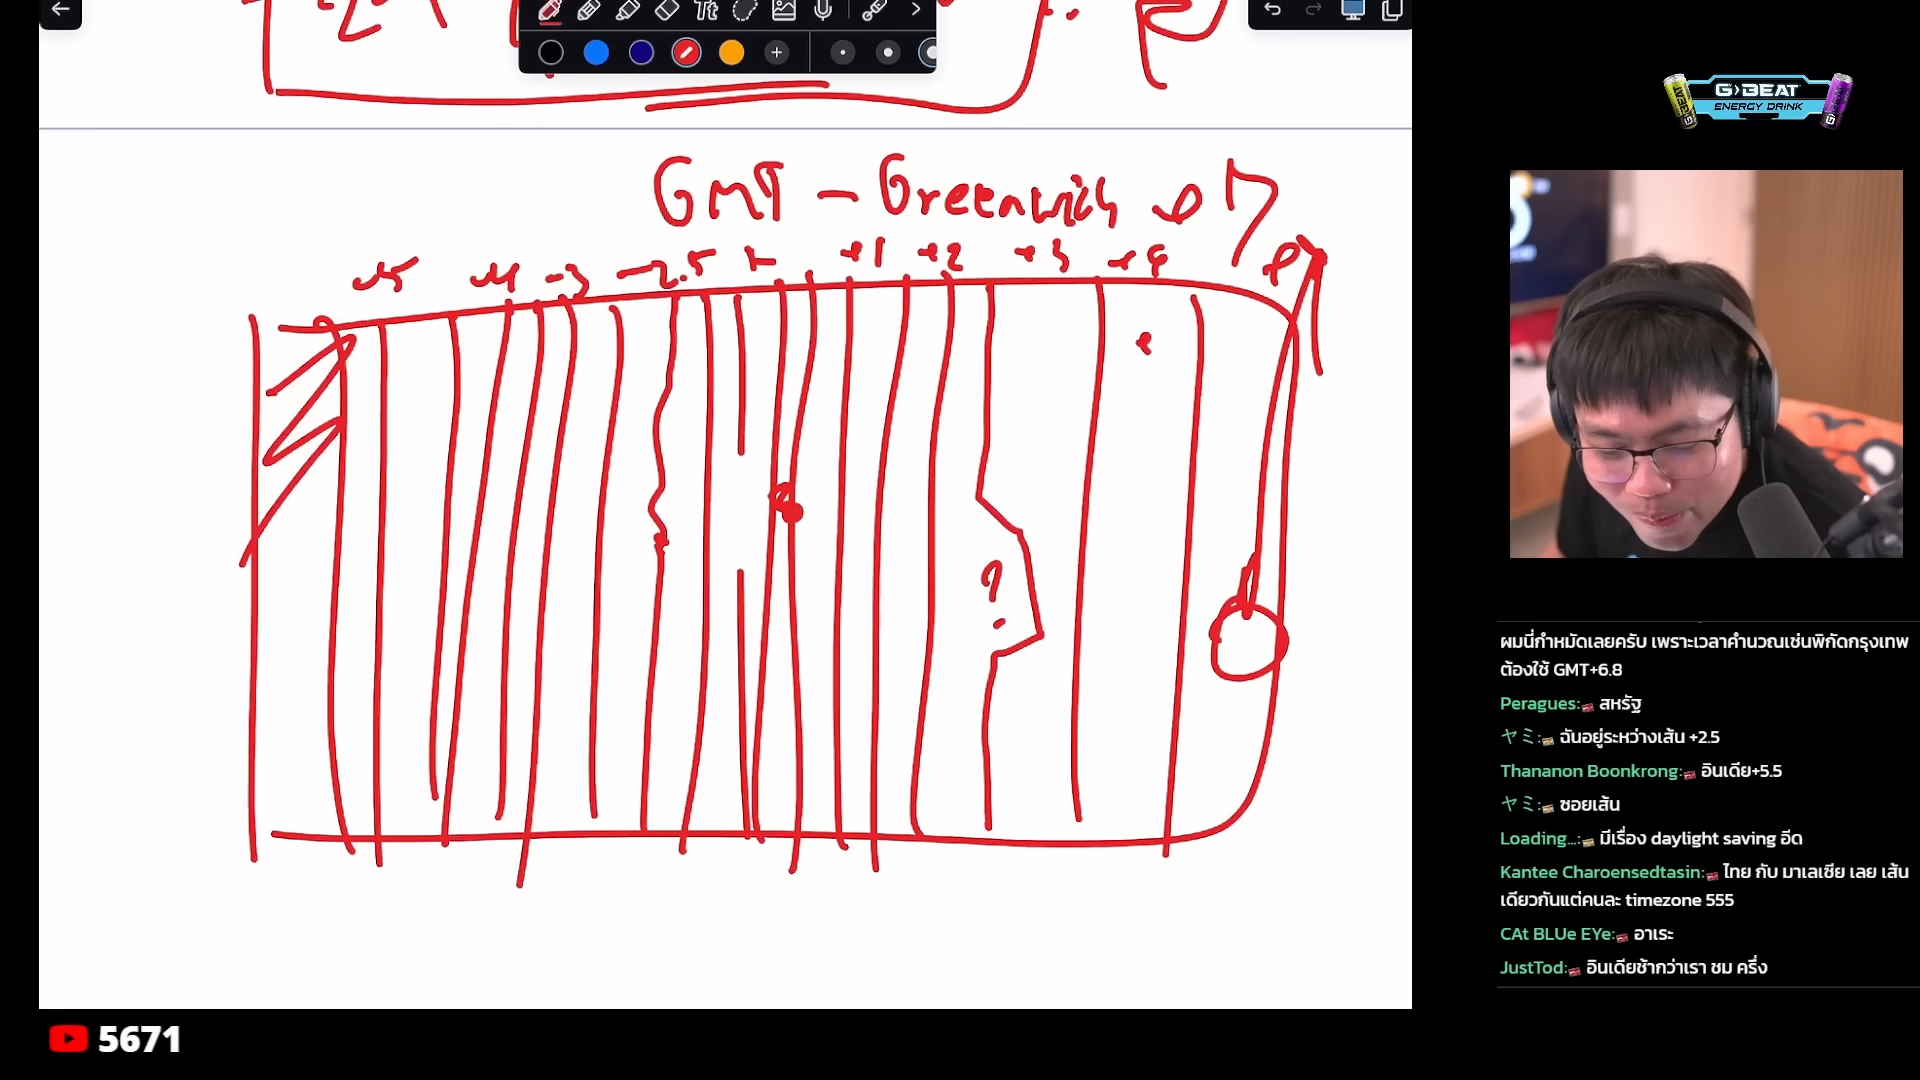 Tt
G>BEAT
ENERGY DRINK
GMT - Greenwich
-4 -3 -2.5 +1 +2 +3 +4
?
ผมนี่กำหมัดเลยครับ เพราะเวลาคำนวณเช่นพิกัดกรุงเทพ
ต้องใช้ GMT+6.8
Peragues: สหรัฐ
ヤミ: ฉันอยู่ระหว่างเส้น +2.5
Thananon Boonkrong: อินเดีย+5.5
ヤミ: ซอยเส้น
Loading...: มีเรื่อง daylight saving อีด
Kantee Charoensedtasin: ไทย กับ มาเลเซีย เลย เส้น
เดียวกันแต่คนละ timezone 555
CAt BLUe EYe: อาเระ
JustTod: อินเดียช้ากว่าเรา ชม ครึ่ง
5671